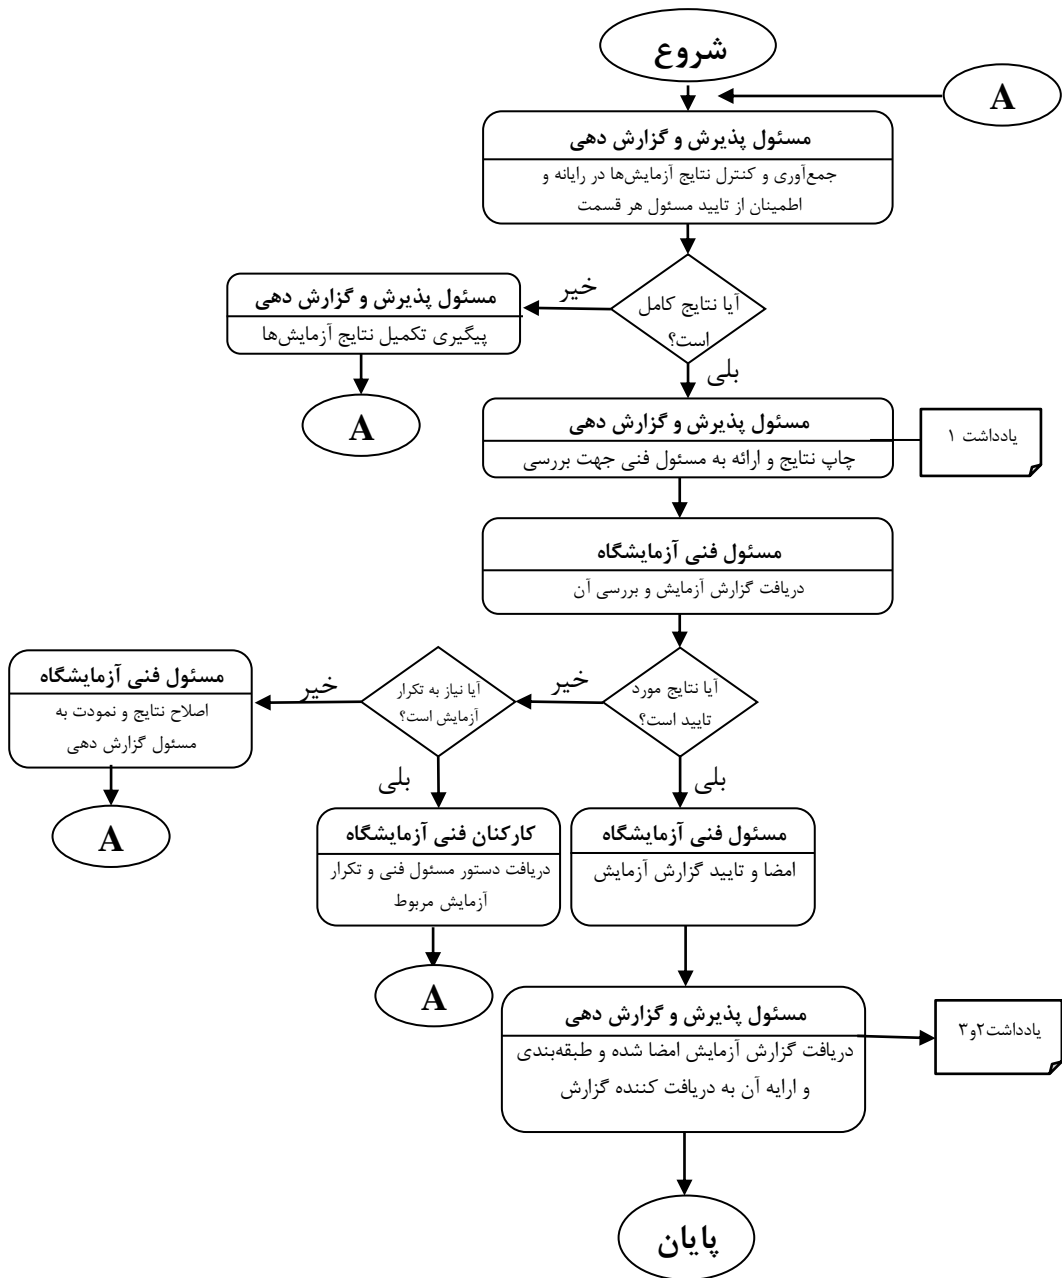 شروع
A
مسئول پذیرش و گزارش دهی
جمع‌آوری و کنترل نتایج آزمایش‌ها در رایانه و
اطمینان از تایید مسئول هر قسمت
آیا نتایج کامل
است؟
خیر
بلی
مسئول پذیرش و گزارش دهی
پیگیری تکمیل نتایج آزمایش‌ها
A
مسئول پذیرش و گزارش دهی
چاپ نتایج و ارائه به مسئول فنی جهت بررسی
یادداشت ۱
مسئول فنی آزمایشگاه
دریافت گزارش آزمایش و بررسی آن
آیا نتایج مورد
تایید است؟
خیر
بلی
آیا نیاز به تکرار
آزمایش است؟
خیر
بلی
مسئول فنی آزمایشگاه
اصلاح نتایج و نمودت به
مسئول گزارش دهی
A
مسئول فنی آزمایشگاه
امضا و تایید گزارش آزمایش
کارکنان فنی آزمایشگاه
دریافت دستور مسئول فنی و تکرار
آزمایش مربوط
A
مسئول پذیرش و گزارش دهی
دریافت گزارش آزمایش امضا شده و طبقه‌بندی
و ارایه آن به دریافت کننده گزارش
یادداشت۲و۳
پایان